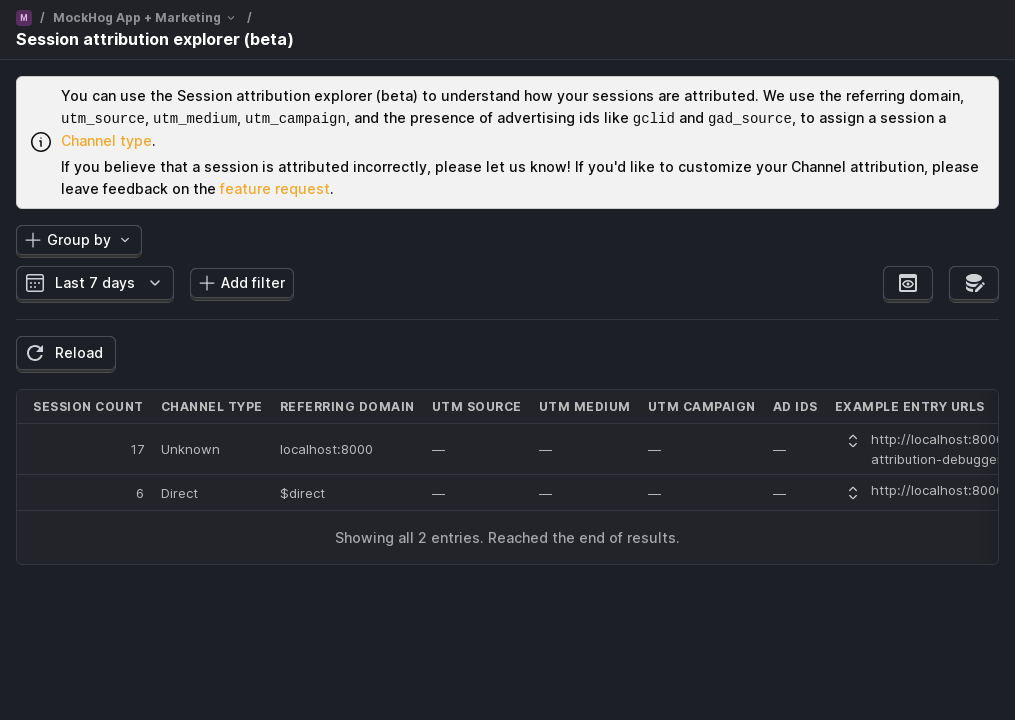 M / MockHog App + Marketing /
Session attribution explorer (beta)
You can use the Session attribution explorer (beta) to understand how your sessions are attributed. We use the referring domain,
utm_source, utm_medium, utm_campaign, and the presence of advertising ids like gclid and gad_source, to assign a session a
Channel type.
If you believe that a session is attributed incorrectly, please let us know! If you'd like to customize your Channel attribution, please
leave feedback on the feature request.
Group by
Last 7 days Add filter
Reload
SESSION COUNT CHANNEL TYPE REFERRING DOMAIN UTM SOURCE UTM MEDIUM UTM CAMPAIGN AD IDS EXAMPLE ENTRY URLS
17 Unknown localhost:8000 — — — — http://localhost:8000
attribution-debugger
6 Direct $direct — — — — http://localhost:8000
Showing all 2 entries. Reached the end of results.